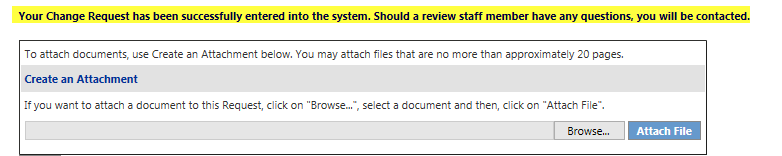 Your Change Request has been successfully entered into the system. Should a review staff member have any questions, you will be contacted.
To attach documents, use Create an Attachment below. You may attach files that are no more than approximately 20 pages.
Create an Attachment
If you want to attach a document to this Request, click on "Browse...", select a document and then, click on "Attach File".
Browse... Attach File